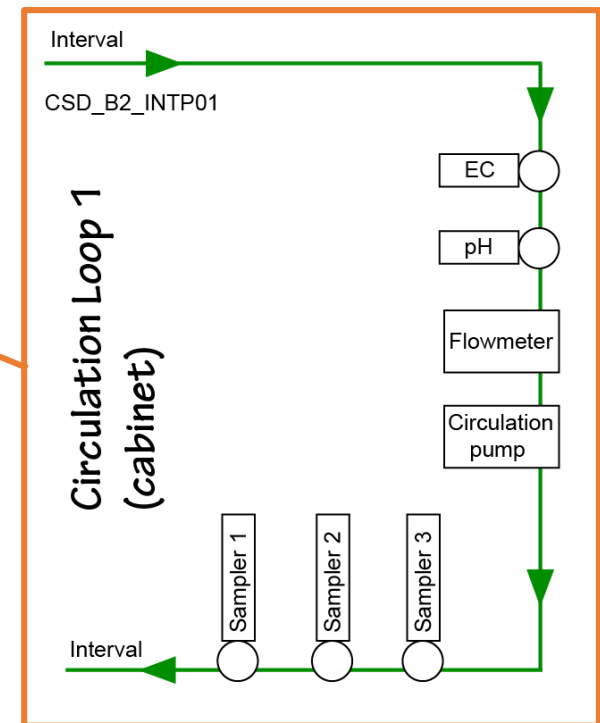 Interval
CSD_B2_INTP01
EC
pH
Flowmeter
Circulation
pump
Circulation Loop 1
(cabinet)
Sampler 1
Sampler 2
Sampler 3
Interval